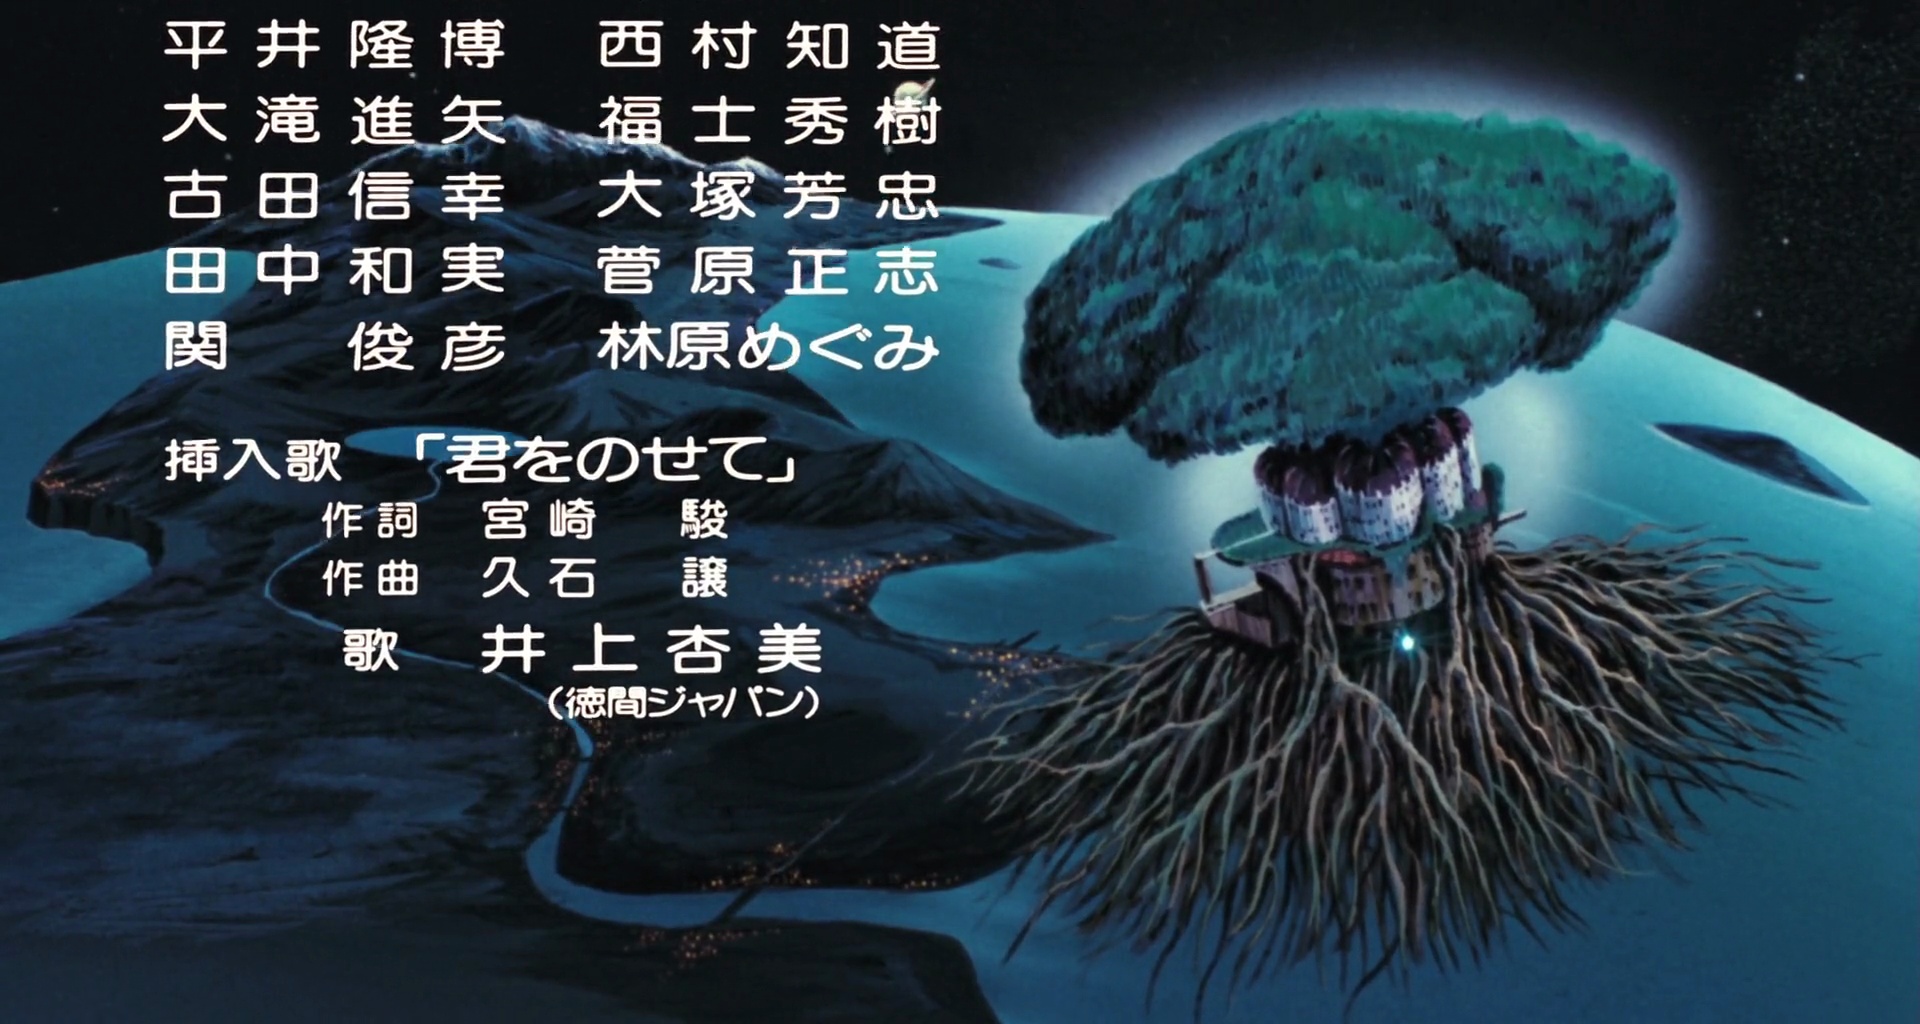 平井隆博　西村知道
大滝進矢　福士秀樹
古田信幸　大塚芳忠
田中和実　菅原正志
関　俊彦　林原めぐみ
挿入歌　「君をのせて」
作詞　宮崎　駿
作曲　久石　譲
歌　井上杏美
(徳間ジャパン)